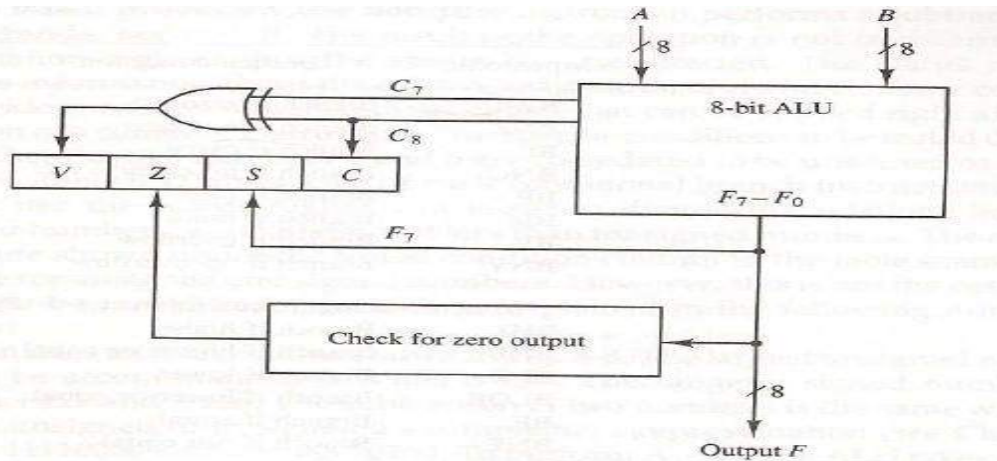 A
B
8
8
C7
8-bit ALU
C8
V Z S C
F7 – F0
F7
Check for zero output
8
Output F